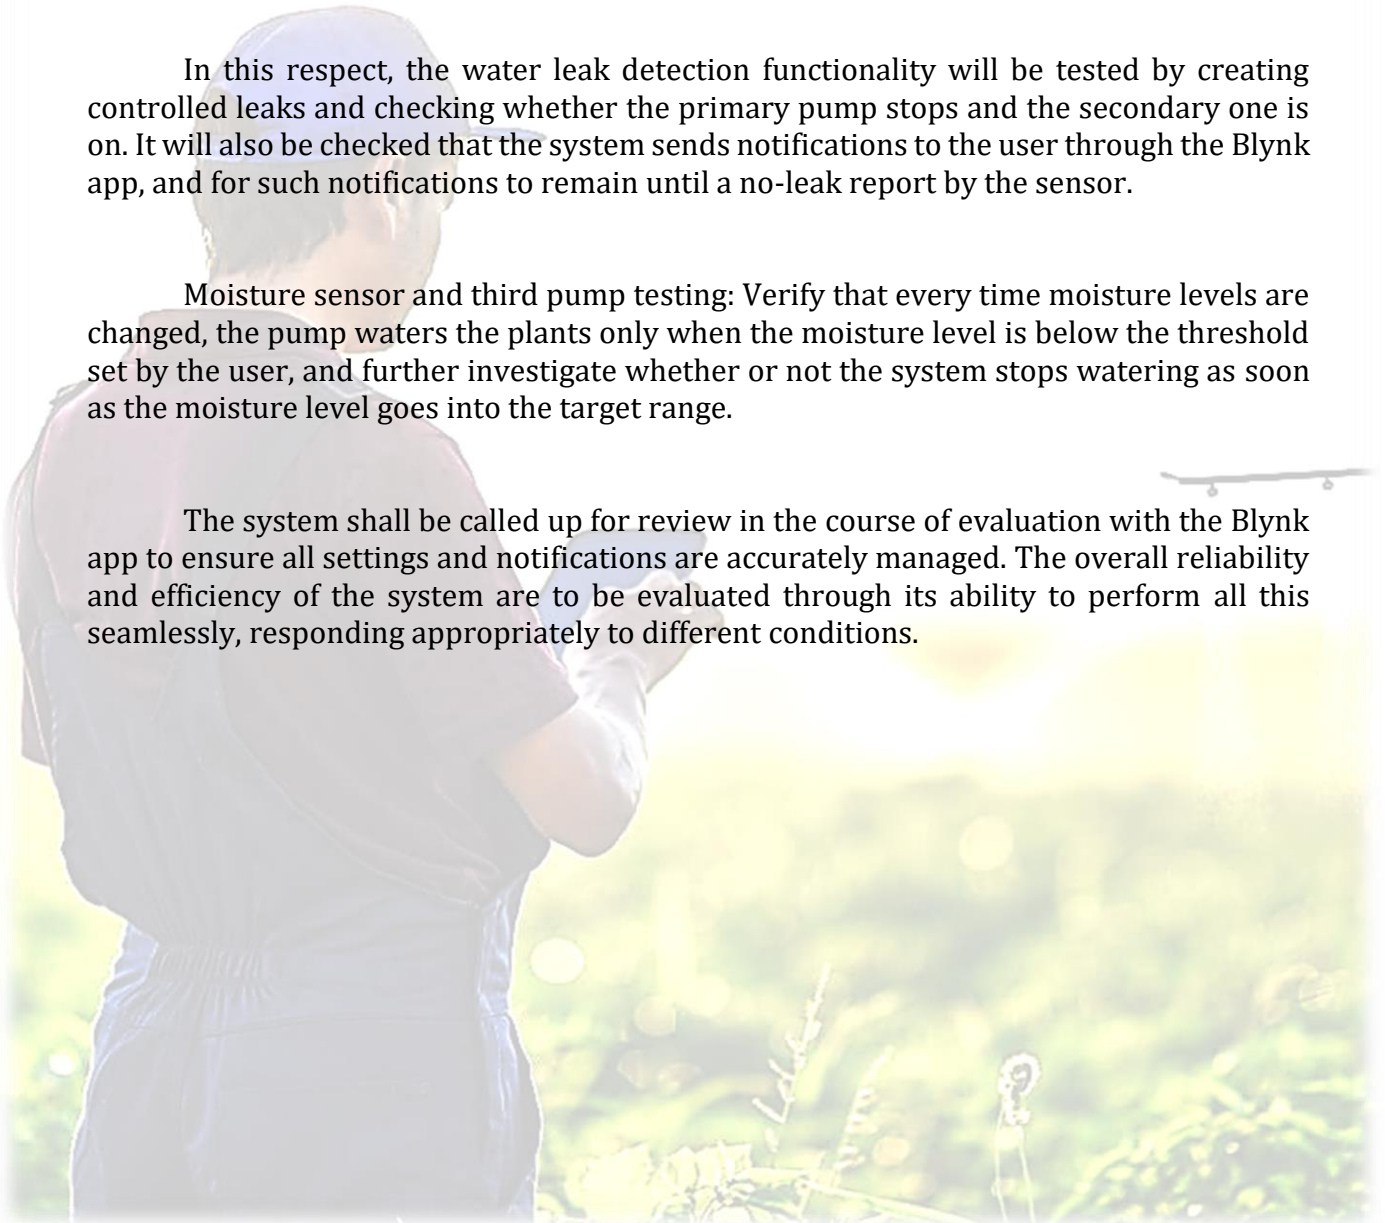 In this respect, the water leak detection functionality will be tested by creating
controlled leaks and checking whether the primary pump stops and the secondary one is
on. It will also be checked that the system sends notifications to the user through the Blynk
app, and for such notifications to remain until a no-leak report by the sensor.
Moisture sensor and third pump testing: Verify that every time moisture levels are
changed, the pump waters the plants only when the moisture level is below the threshold
set by the user, and further investigate whether or not the system stops watering as soon
as the moisture level goes into the target range.
The system shall be called up for review in the course of evaluation with the Blynk
app to ensure all settings and notifications are accurately managed. The overall reliability
and efficiency of the system are to be evaluated through its ability to perform all this
seamlessly, responding appropriately to different conditions.